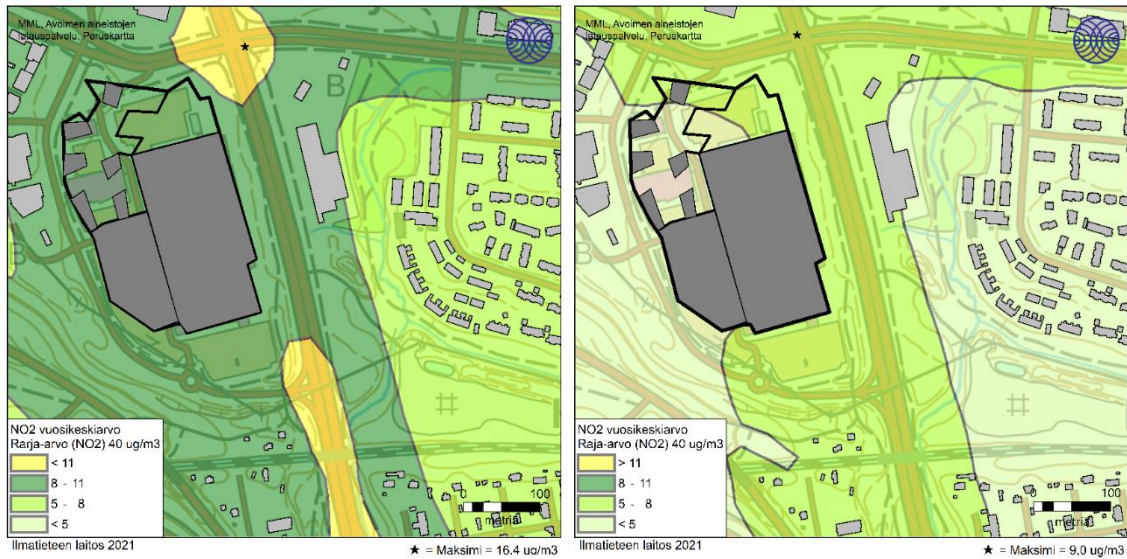 MML, Avoimen aineistojen
latauspalvelu, Peruskartta
B
B
NO2 vuosikeskiarvo
Raja-arvo (NO2) 40 ug/m3
< 11
8 - 11
5 - 8
< 5
0 100
metriä
Ilmatieteen laitos 2021
★ = Maksimi = 16.4 ug/m3
MML, Avoimen aineistojen
latauspalvelu, Peruskartta
B
B
NO2 vuosikeskiarvo
Raja-arvo (NO2) 40 ug/m3
> 11
8 - 11
5 - 8
< 5
0 100
metriä
Ilmatieteen laitos 2021
★ = Maksimi = 9,0 ug/m3